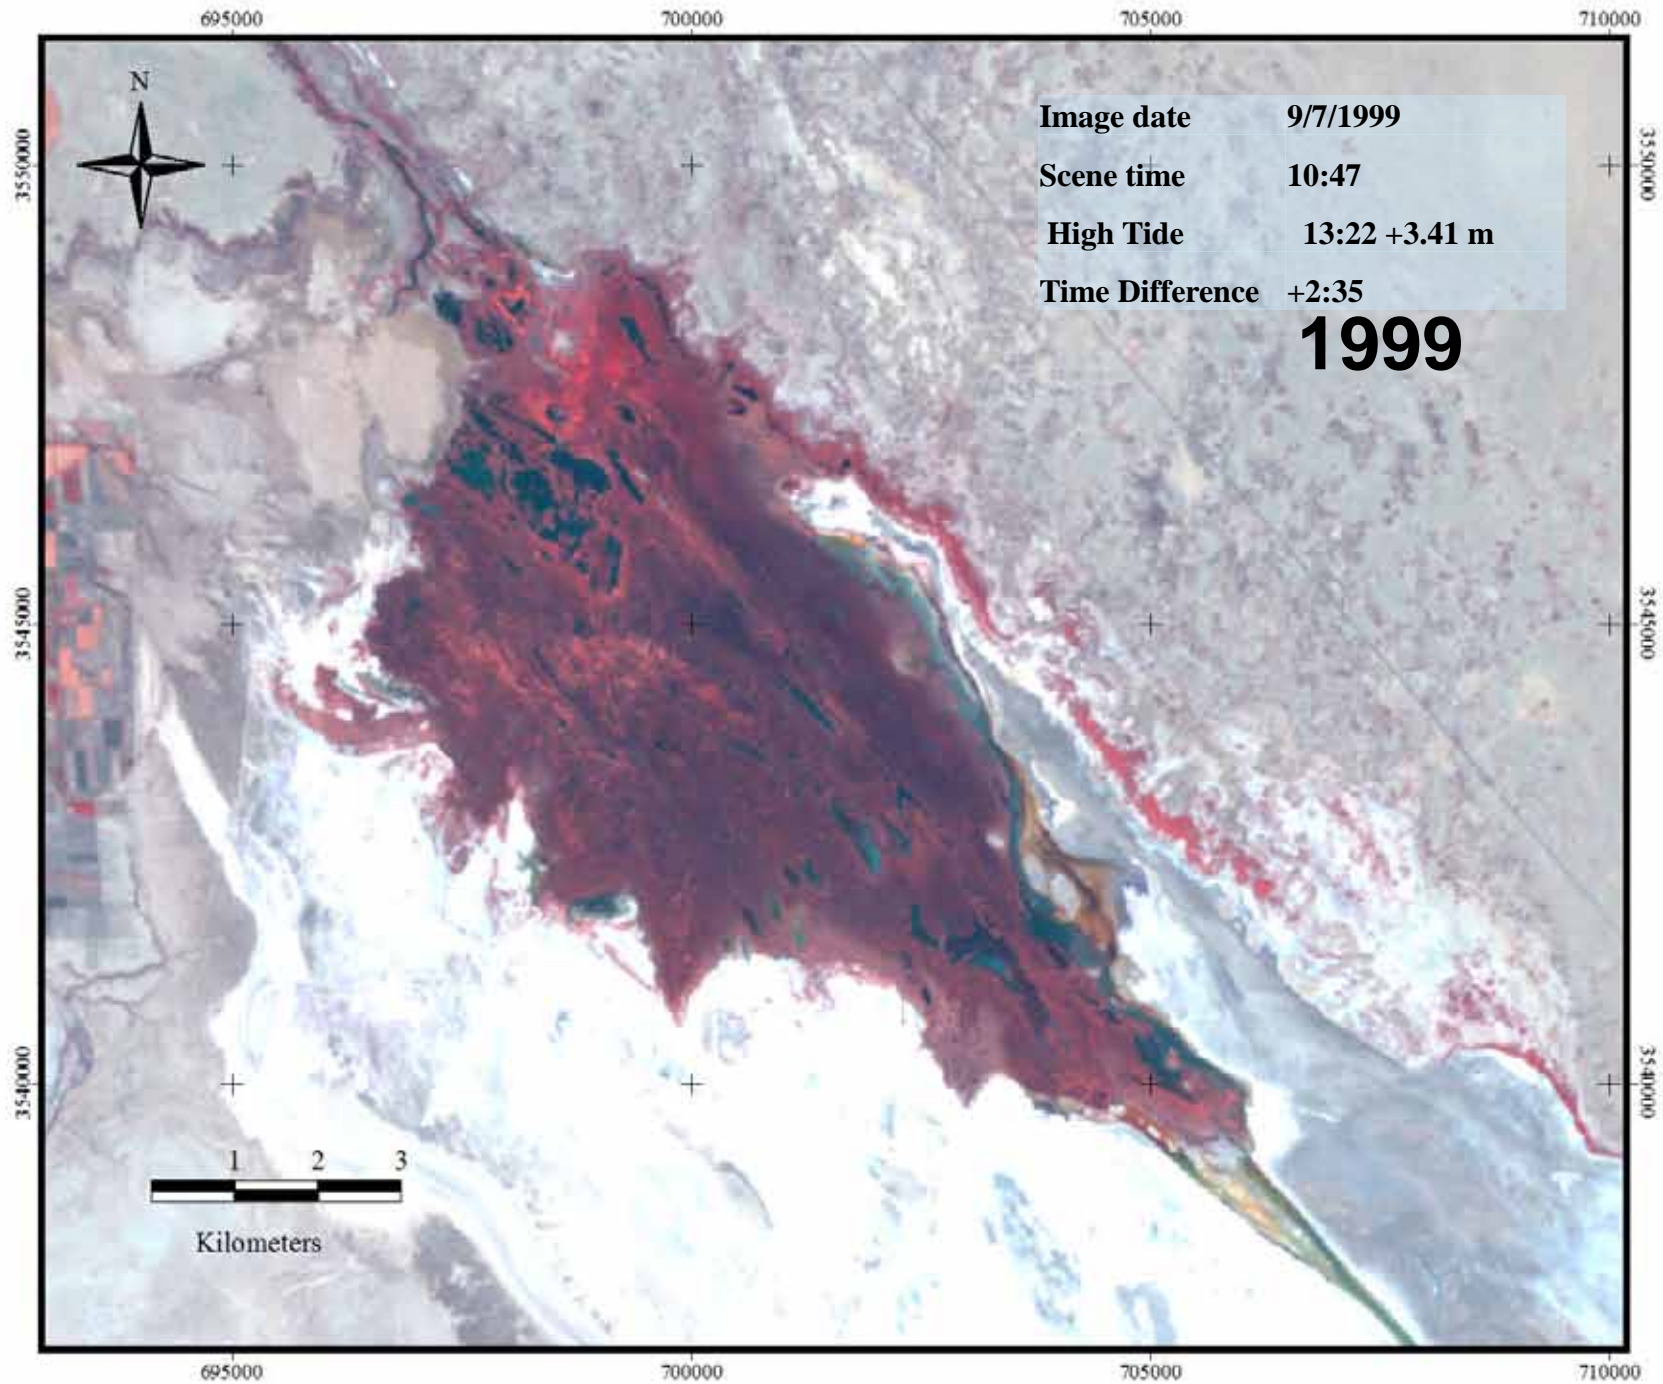 695000 700000 705000 710000
N
Image date 9/7/1999
Scene time 10:47
High Tide 13:22 +3.41 m
Time Difference +2:35
1999
3550000 3550000
3545000 3545000
3540000 3540000
1 2 3
Kilometers
695000 700000 705000 710000